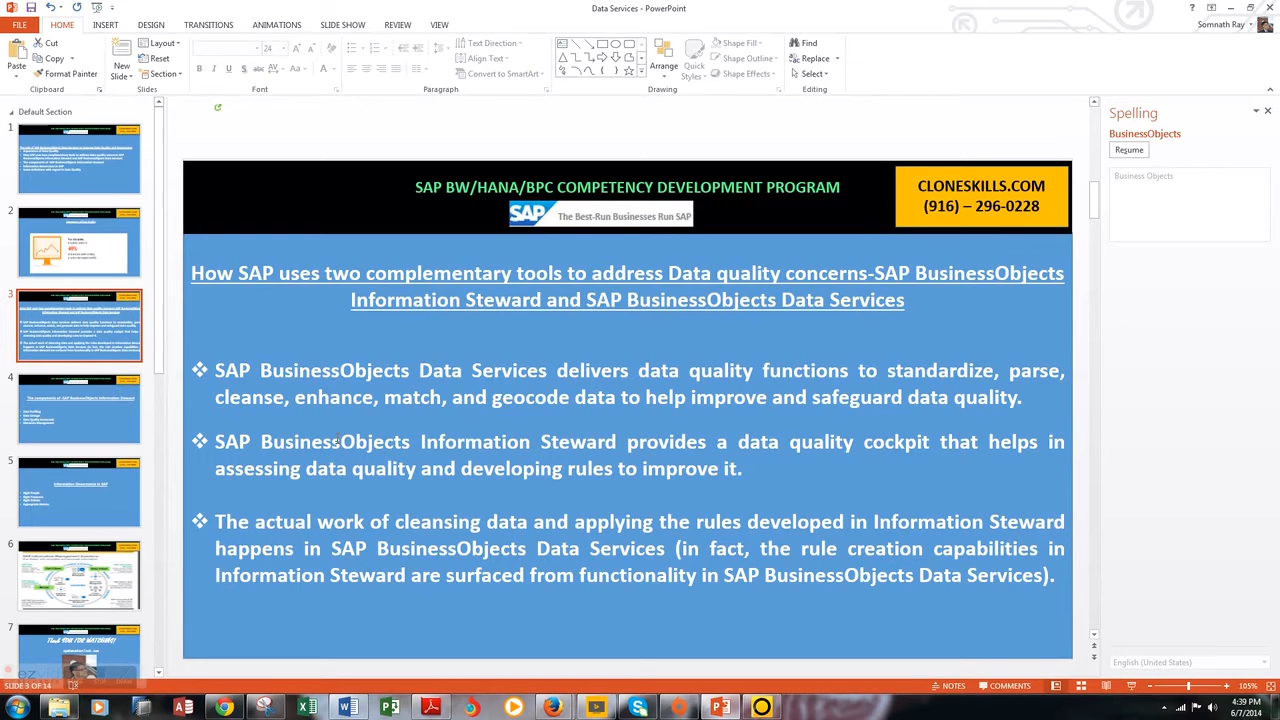 Data Services - PowerPoint
Somnath Ray
FILE HOME INSERT DESIGN TRANSITIONS ANIMATIONS SLIDE SHOW REVIEW VIEW
Paste
Cut
Copy
Format Painter
Clipboard
New Slide
Layout
Reset
Section
Slides
24
Font
Text Direction
Align Text
Convert to SmartArt
Paragraph
Arrange
Quick Styles
Shape Fill
Shape Outline
Shape Effects
Drawing
Find
Replace
Select
Editing
Default Section
1
2
3
4
5
6
7
SAP BW/HANA/BPC COMPETENCY DEVELOPMENT PROGRAM
SAP The Best-Run Businesses Run SAP
CLONESKILLS.COM
(916) – 296-0228
How SAP uses two complementary tools to address Data quality concerns-SAP BusinessObjects
Information Steward and SAP BusinessObjects Data Services
❖ SAP BusinessObjects Data Services delivers data quality functions to standardize, parse,
cleanse, enhance, match, and geocode data to help improve and safeguard data quality.
❖ SAP BusinessObjects Information Steward provides a data quality cockpit that helps in
assessing data quality and developing rules to improve it.
❖ The actual work of cleansing data and applying the rules developed in Information Steward
happens in SAP BusinessObjects Data Services (in fact, the rule creation capabilities in
Information Steward are surfaced from functionality in SAP BusinessObjects Data Services).
Spelling
BusinessObjects
Resume
Business Objects
English (United States)
SLIDE 3 OF 14
NOTES
COMMENTS
105%
4:39 PM
6/7/2014